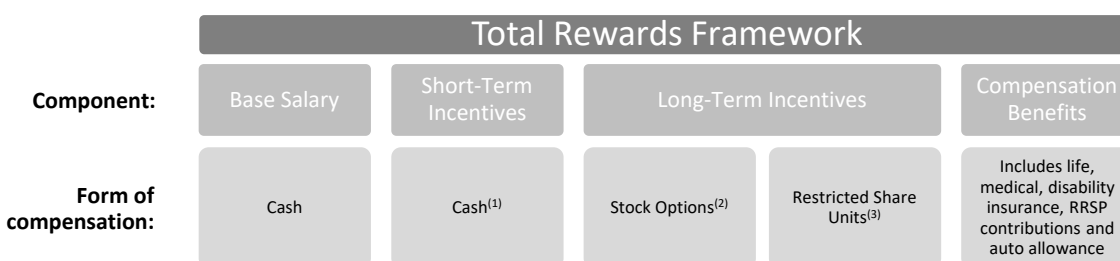 Total Rewards Framework
Component:
Base Salary
Short-Term
Incentives
Long-Term Incentives
Compensation
Benefits
Form of
compensation:
Cash
Cash(1)
Stock Options(2)
Restricted Share
Units(3)
Includes life,
medical, disability
insurance, RRSP
contributions and
auto allowance